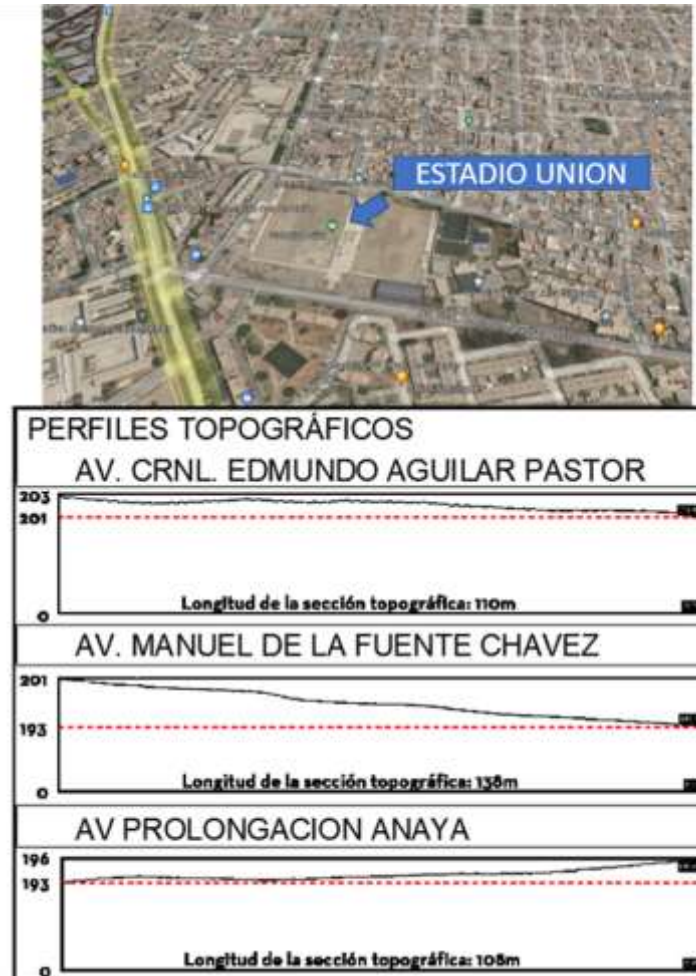 ESTADIO UNION
PERFILES TOPOGRÁFICOS
AV. CRNL. EDMUNDO AGUILAR PASTOR
203
201
Longitud de la sección topográfica: 110m
0
AV. MANUEL DE LA FUENTE CHAVEZ
201
193
Longitud de la sección topográfica: 138m
0
AV PROLONGACION ANAYA
196
193
Longitud de la sección topográfica: 108m
0